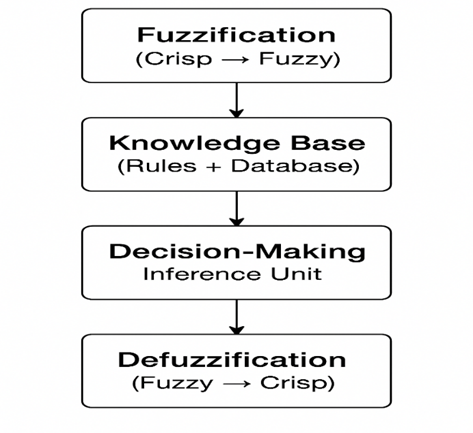 Fuzzification
(Crisp → Fuzzy)
Knowledge Base
(Rules + Database)
Decision-Making
Inference Unit
Defuzzification
(Fuzzy → Crisp)